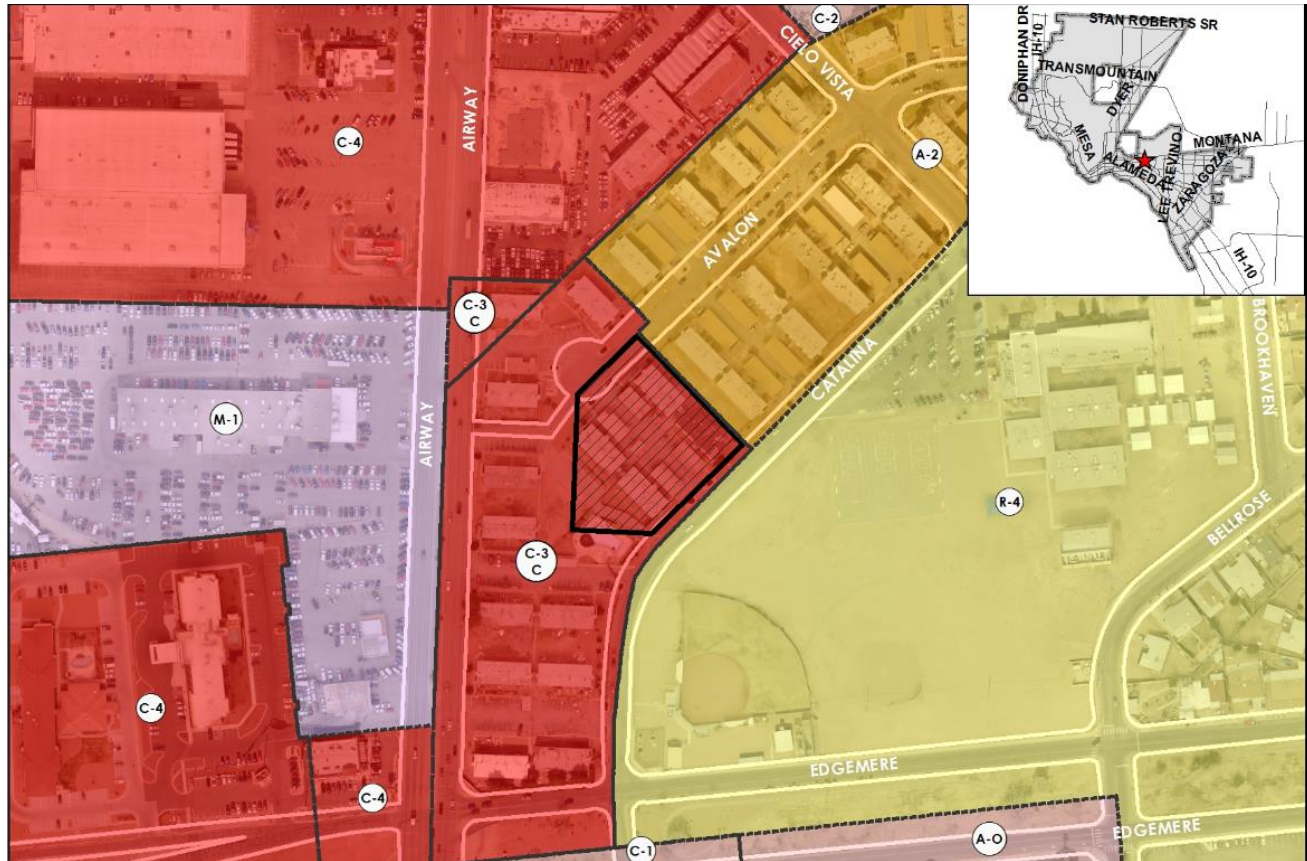 C-2
CIELO VISTA
AIRWAY
C-4
A-2
AVALON
C-3
C
CATALINA
BROOKHAVEN
M-1
AIRWAY
R-4
BELLROSE
C-3
C
C-4
EDGEMERE
C-4
C-1
A-O
EDGEMERE
DONIPHAN DR
IH-10
STAN ROBERTS SR
TRANSMOUNTAIN
DYER
MESA
MONTANA
ALAMEDA
LEE TREVINO
ZARAGOZA
IH-10